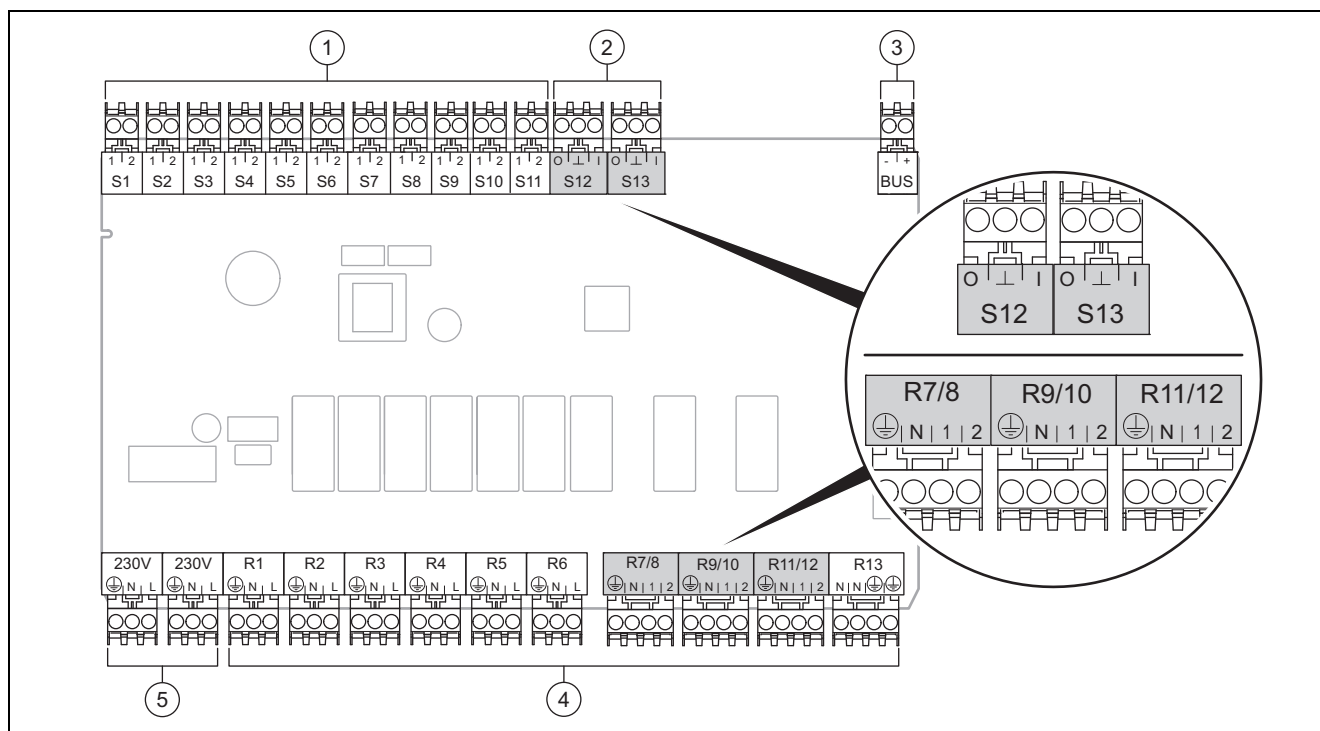 1 2 3
1 2 1 2 1 2 1 2 1 2 1 2 1 2 1 2 1 2 1 2 1 2 O ⊥ I O ⊥ I - +
S1 S2 S3 S4 S5 S6 S7 S8 S9 S10 S11 S12 S13 BUS
O ⊥ I O ⊥ I
S12 S13
R7/8 R9/10 R11/12
N | 1 | 2 N | 1 | 2 N | 1 | 2
230V 230V R1 R2 R3 R4 R5 R6 R7/8 R9/10 R11/12 R13
N L N L N L N L N L N L N L N L N 1 2 N 1 2 N 1 2 N N
5 4